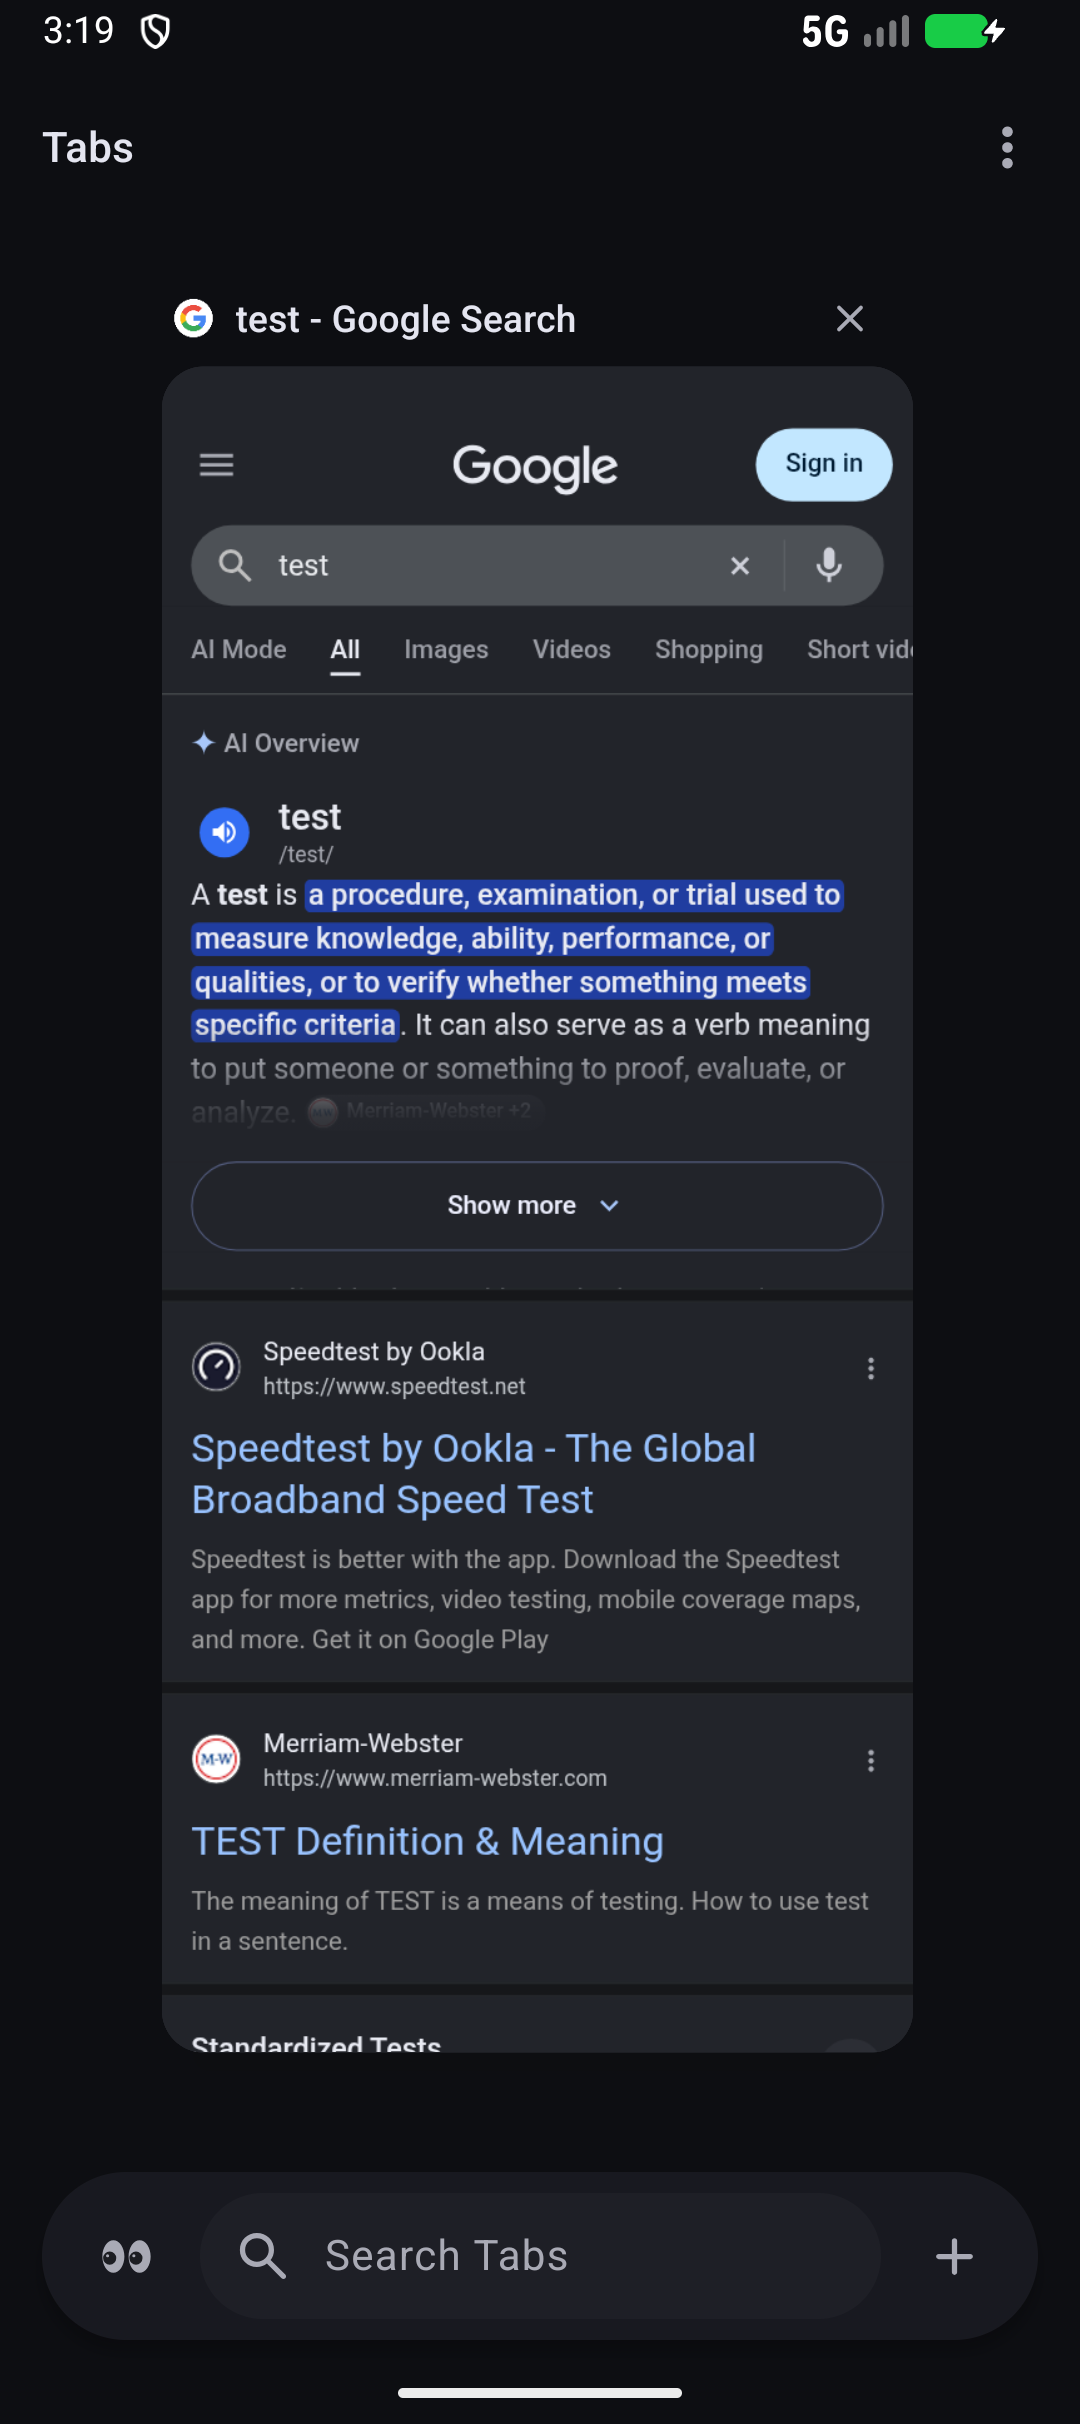 3:19
5G
Tabs
test - Google Search
Google
Sign in
test
AI Mode All Images Videos Shopping Short vid
AI Overview
test
/test/
A test is a procedure, examination, or trial used to
measure knowledge, ability, performance, or
qualities, or to verify whether something meets
specific criteria. It can also serve as a verb meaning
to put someone or something to proof, evaluate, or
analyze. Merriam-Webster +2
Show more
Speedtest by Ookla
https://www.speedtest.net
Speedtest by Ookla - The Global
Broadband Speed Test
Speedtest is better with the app. Download the Speedtest
app for more metrics, video testing, mobile coverage maps,
and more. Get it on Google Play
M-W
Merriam-Webster
https://www.merriam-webster.com
TEST Definition & Meaning
The meaning of TEST is a means of testing. How to use test
in a sentence.
Standardized Tests
Search Tabs